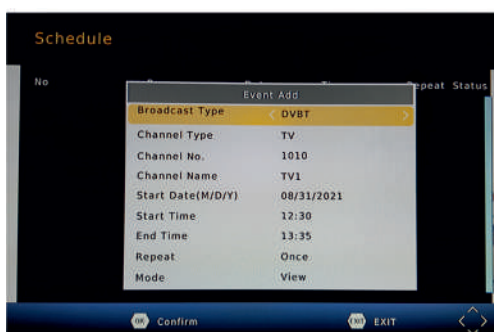 Schedule
No
epeat Status
Event Add
Broadcast Type < DVBT >
Channel Type TV
Channel No. 1010
Channel Name TV1
Start Date(M/D/Y) 08/31/2021
Start Time 12:30
End Time 13:35
Repeat Once
Mode View
OK Confirm EXIT EXIT